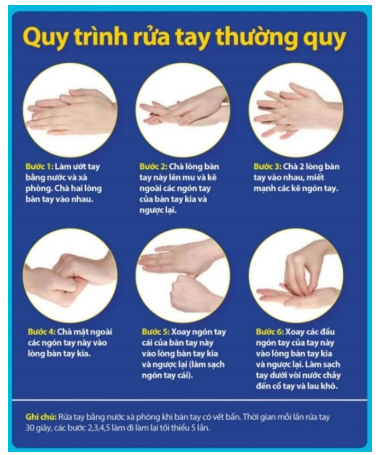 Quy trình rửa tay thường quy
Bước 1: Làm ướt tay
bằng nước và xà
phòng. Chà hai lòng
bàn tay vào nhau.
Bước 2: Chà lòng bàn
tay này lên mu và kẽ
ngoài các ngón tay
của bàn tay kia và
ngược lại.
Bước 3: Chà 2 lòng bàn
tay vào nhau, miết
mạnh các kẽ ngón tay.
Bước 4: Chà mặt ngoài
các ngón tay này vào
lòng bàn tay kia.
Bước 5: Xoay ngón tay
cái của bàn tay này
vào lòng bàn tay kia
và ngược lại (làm sạch
ngón tay cái).
Bước 6: Xoay các đầu
ngón tay của tay này
vào lòng bàn tay kia
và ngược lại. Làm sạch
tay dưới vòi nước chảy
đến cổ tay và lau khô.
Ghi chú: Rửa tay bằng nước xà phòng khi bàn tay có vết bẩn. Thời gian mỗi lần rửa tay
30 giây, các bước 2,3,4,5 làm đi làm lại tối thiểu 5 lần.